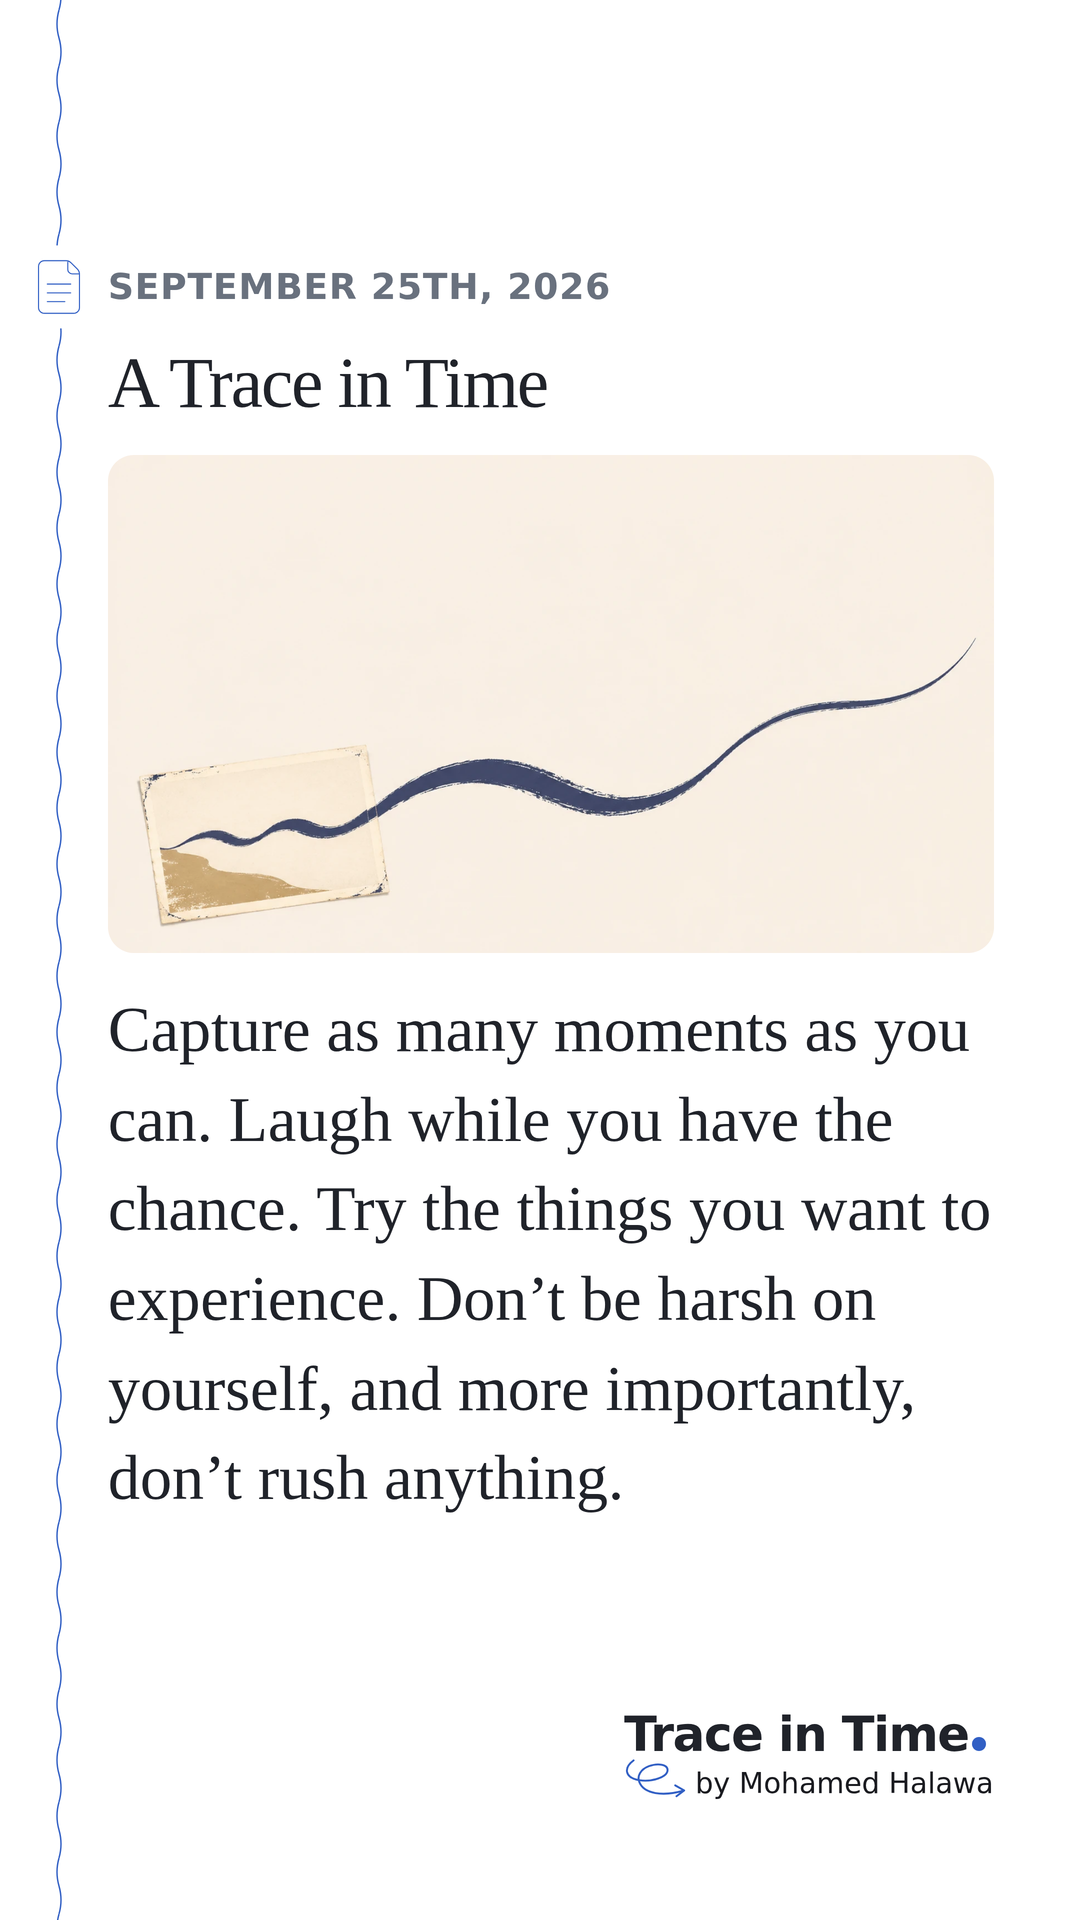 SEPTEMBER 25TH, 2026
A Trace in Time
Capture as many moments as you
can. Laugh while you have the
chance. Try the things you want to
experience. Don’t be harsh on
yourself, and more importantly,
don’t rush anything.
Trace in Time.
by Mohamed Halawa